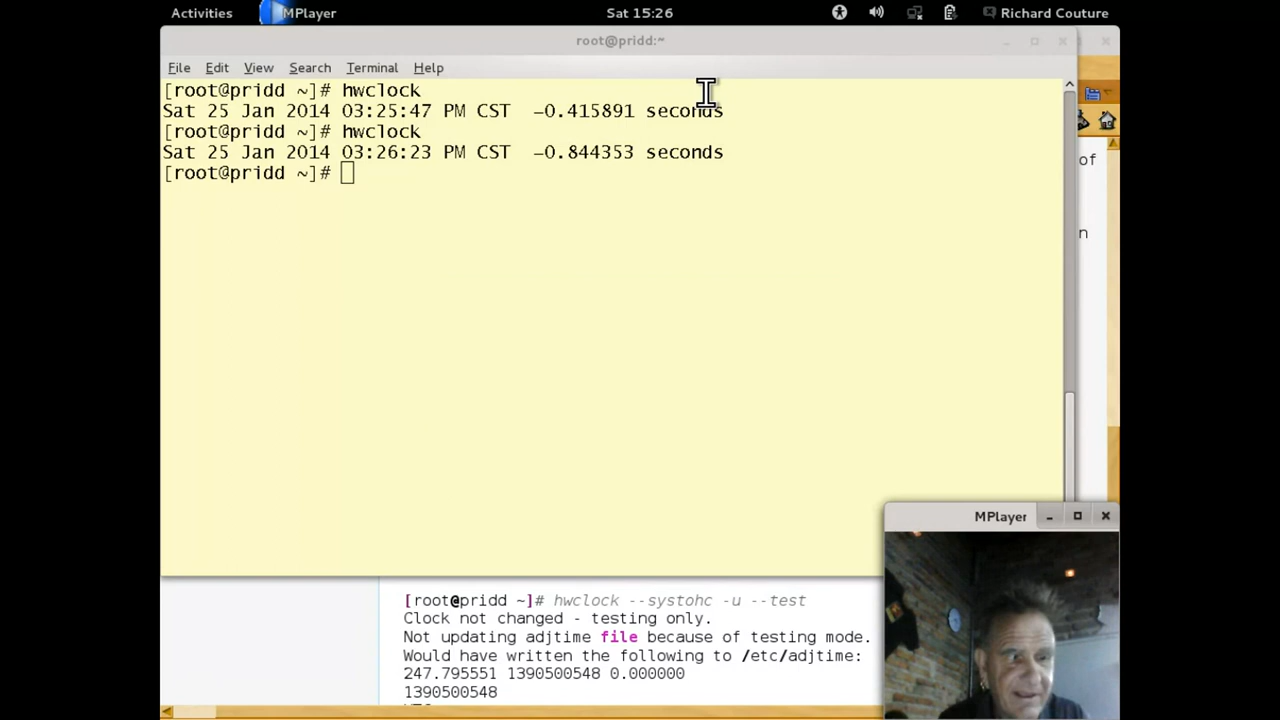 Activities MPlayer Sat 15:26 Richard Couture
root@pridd:~
File Edit View Search Terminal Help
[root@pridd ~]# hwclock
Sat 25 Jan 2014 03:25:47 PM CST -0.415891 seconds
[root@pridd ~]# hwclock
Sat 25 Jan 2014 03:26:23 PM CST -0.844353 seconds
[root@pridd ~]#
of
n
MPlayer
[root@pridd ~]# hwclock --systohc -u --test
Clock not changed - testing only.
Not updating adjtime file because of testing mode.
Would have written the following to /etc/adjtime:
247.795551 1390500548 0.000000
1390500548